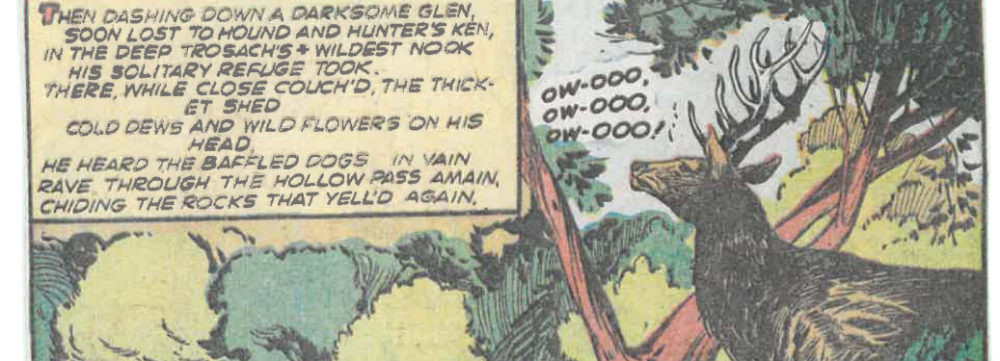 THEN DASHING DOWN A DARKSOME GLEN,
SOON LOST TO HOUND AND HUNTER'S KEN,
IN THE DEEP TROSACH'S + WILDEST NOOK
HIS SOLITARY REFUGE TOOK.
THERE, WHILE CLOSE COUCH'D, THE THICK-
ET SHED
COLD DEWS AND WILD FLOWERS ON HIS
HEAD,
HE HEARD THE BAFFLED DOGS IN VAIN
RAVE THROUGH THE HOLLOW PASS AMAIN,
CHIDING THE ROCKS THAT YELL'D AGAIN.
OW-OOO,
OW-OOO,
OW-OOO!